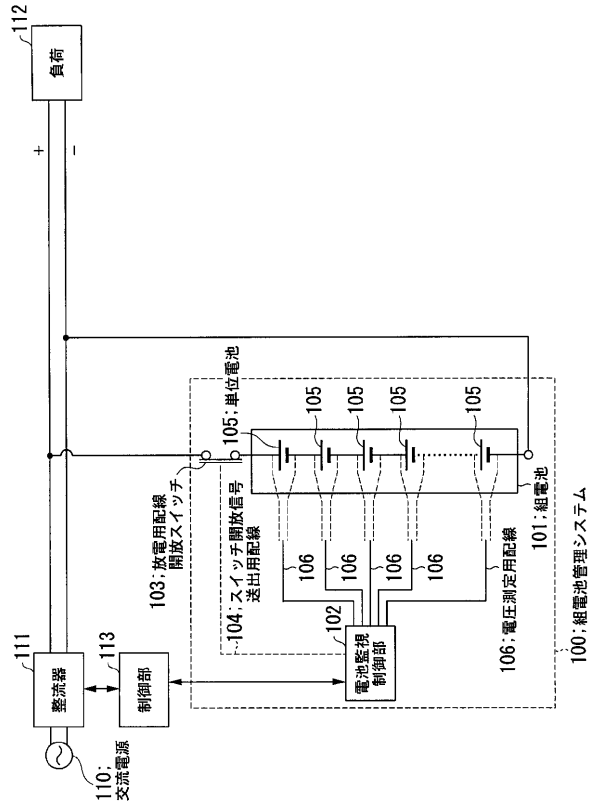 112
負荷
+
−
111
整流器
113
制御部
110;
交流電源
103;放電用配線
開放スイッチ
104;スイッチ開放信号
送出用配線
105;単位電池
105
105
105
105
101;組電池
102
電池監視
制御部
106
106
106
106
106;電圧測定用配線
100;組電池管理システム